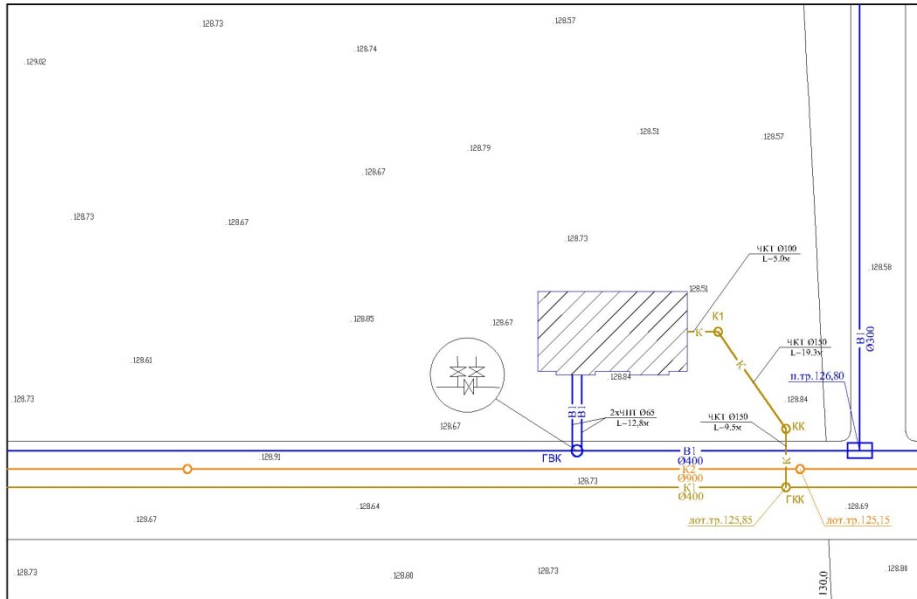 .128.73
.128.57
.128.74
.129.02
.128.51
.128.57
.128.79
.128.67
.128.73
.128.67
.128.73
ЧКТ Ø100
L-5.0м
.128.58
128.51
.128.85
.128.67
К1
К
В1
Ø300
ЧКТ Ø150
L-19.3м
К
.128.61
п.тр.126,80
.128.84
.128.73
.128.84
В1
В1
2хЧНТ Ø65
L-12,8м
ЧКТ Ø150
L-9.5м
.128.67
КК
ГВК
В1
Ø400
К
.128.91
К2
Ø900
.128.73
К1
Ø400
ГКК
.128.64
.128.69
.128.67
лот.тр.125,85
лот.тр.125,15
.128.73
.128.80
.128.73
130,0
.128.80